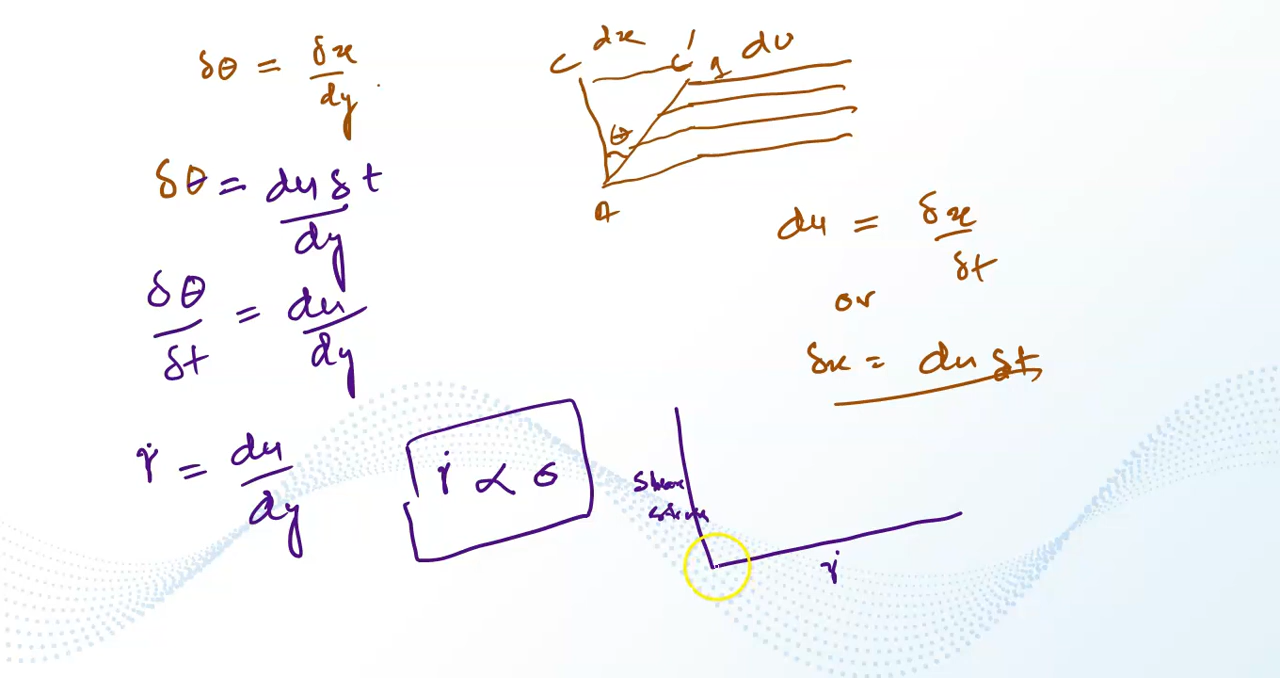 δθ = δx/dy
dx
C C' q du
θ
A
δθ = du δt/dy
du = δx/δt
or
δx = du δt
δθ/δt = du/dy
γ̇ = du/dy
γ̇ ∝ σ
Shear
stress
γ̇